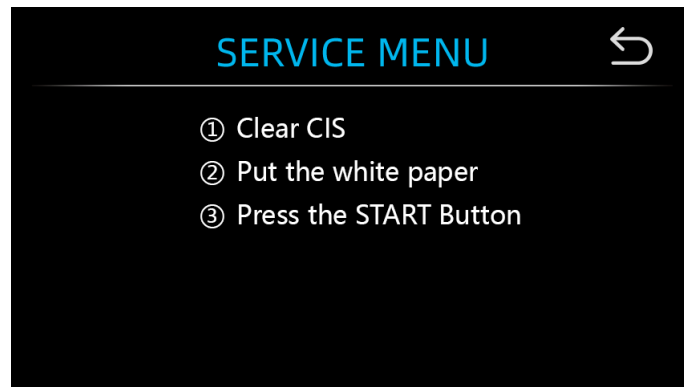 SERVICE MENU
① Clear CIS
② Put the white paper
③ Press the START Button